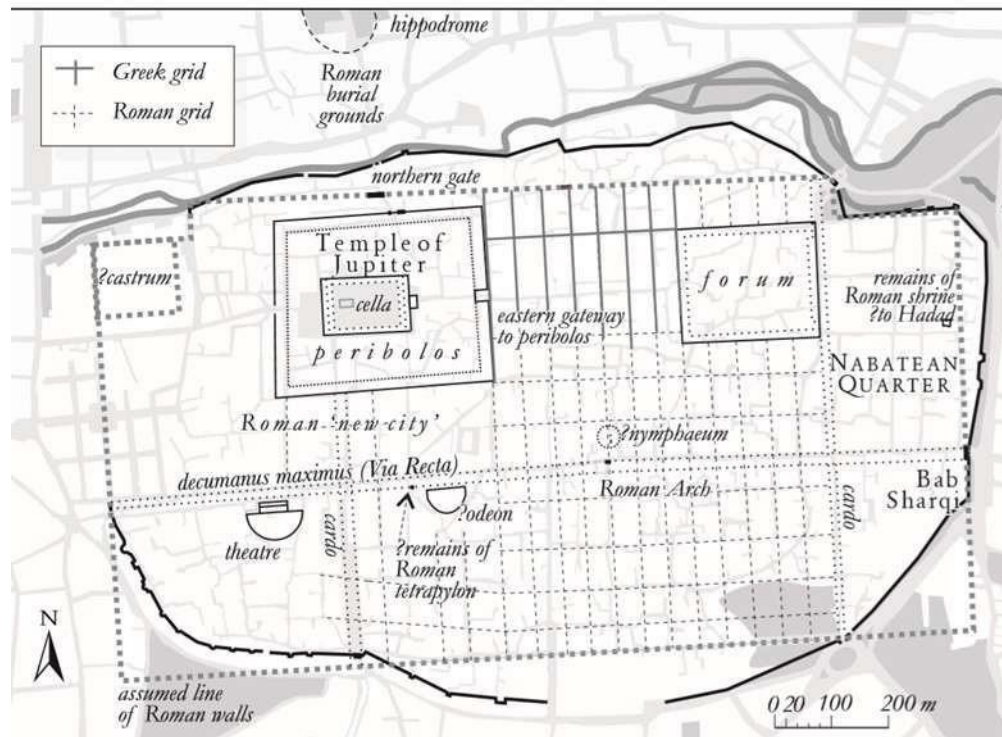 hippodrome
Greek grid
Roman grid
Roman
burial
grounds
northern gate
Temple of
Jupiter
?castrum
cella
forum
remains of
Roman shrine
?to Hadad
eastern gateway
to peribolos
peribolos
NABATEAN
QUARTER
Roman 'new city'
?nymphaeum
decumanus maximus (Via Recta)
Roman Arch
Bab
Sharqi
?odeon
theatre
cardo
cardo
?remains of
Roman
tetrapylon
N
assumed line
of Roman walls
0 20 100 200 m